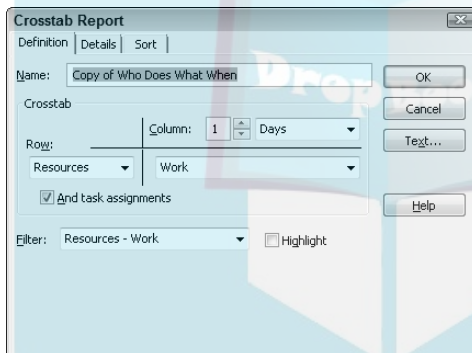 Crosstab Report
Definition Details Sort
Name: Copy of Who Does What When
OK
Crosstab
Cancel
Column: 1 Days
Text...
Row:
Resources Work
And task assignments
Help
Filter: Resources - Work Highlight